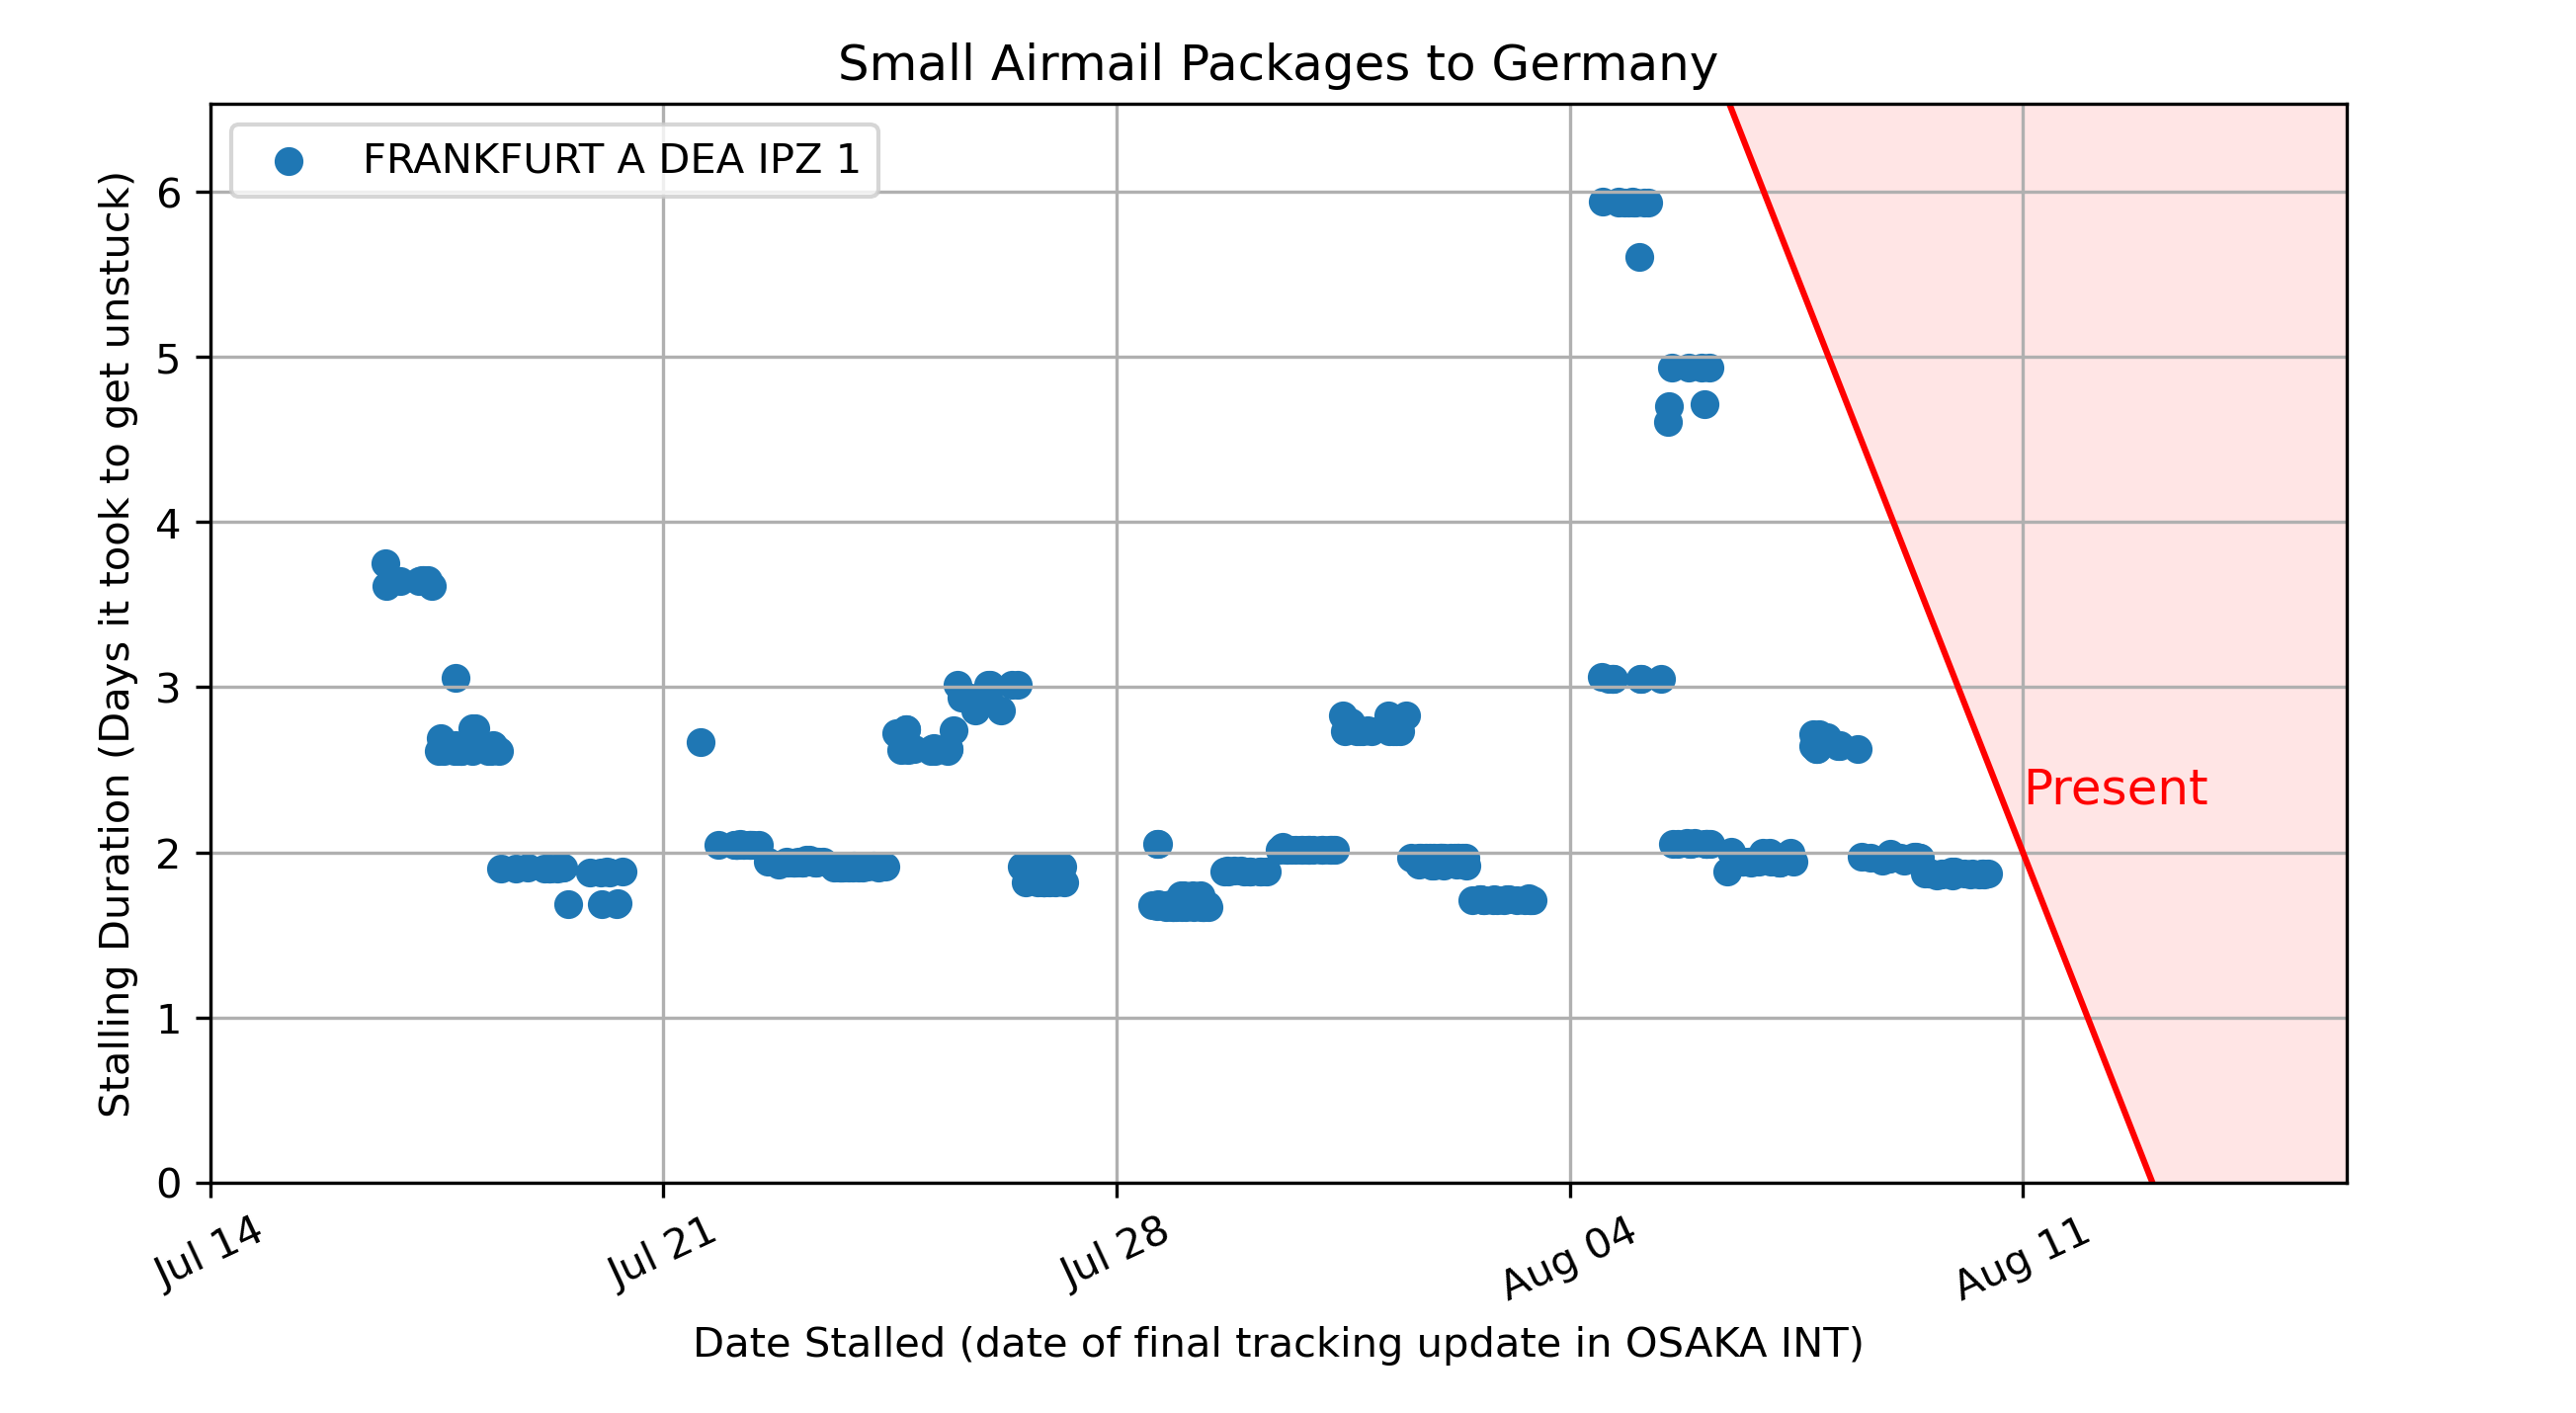 Small Airmail Packages to Germany
FRANKFURT A DEA IPZ 1
Stalling Duration (Days it took to get unstuck)
6
5
4
3
2
1
0
Present
Jul 14
Jul 21
Jul 28
Aug 04
Aug 11
Date Stalled (date of final tracking update in OSAKA INT)